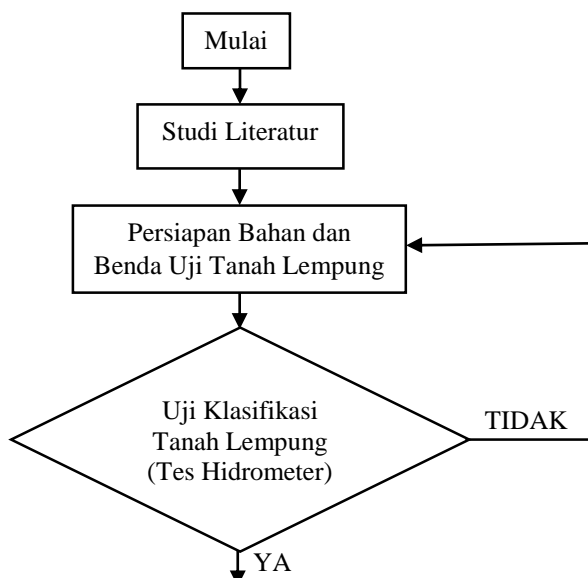 Mulai
Studi Literatur
Persiapan Bahan dan
Benda Uji Tanah Lempung
Uji Klasifikasi
Tanah Lempung
(Tes Hidrometer)
TIDAK
YA